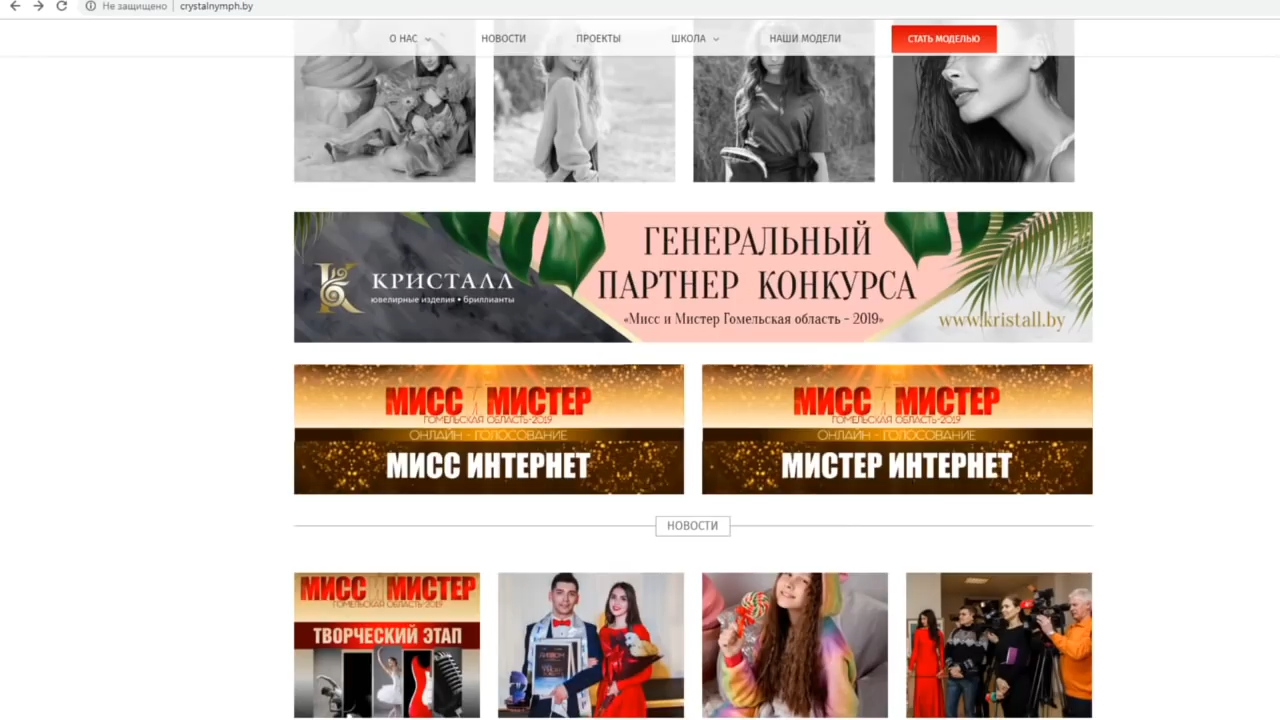 Не защищено
crystalnymph.by
О НАС
НОВОСТИ
ПРОЕКТЫ
ШКОЛА
НАШИ МОДЕЛИ
СТАТЬ МОДЕЛЬЮ
КРИСТАЛЛ
ювелирные изделия • бриллианты
ГЕНЕРАЛЬНЫЙ
ПАРТНЕР КОНКУРСА
«Мисс и Мистер Гомельская область - 2019»
www.kristall.by
МИСС И МИСТЕР
ГОМЕЛЬСКАЯ ОБЛАСТЬ-2019
ОНЛАЙН - ГОЛОСОВАНИЕ
МИСС ИНТЕРНЕТ
МИСС И МИСТЕР
ГОМЕЛЬСКАЯ ОБЛАСТЬ-2019
ОНЛАЙН - ГОЛОСОВАНИЕ
МИСТЕР ИНТЕРНЕТ
НОВОСТИ
МИСС И МИСТЕР
ГОМЕЛЬСКАЯ ОБЛАСТЬ-2019
ТВОРЧЕСКИЙ ЭТАП